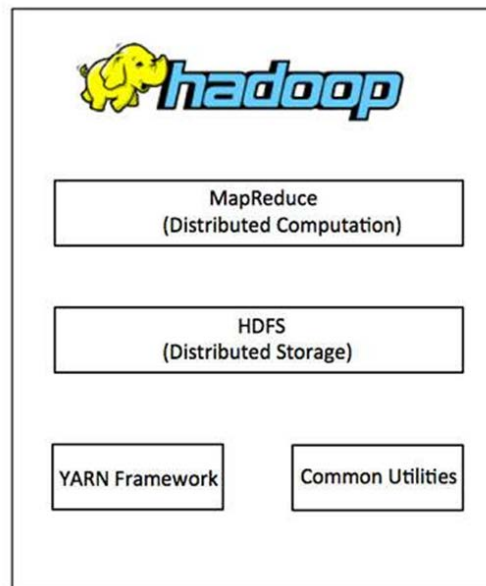 hadoop
MapReduce
(Distributed Computation)
HDFS
(Distributed Storage)
YARN Framework
Common Utilities